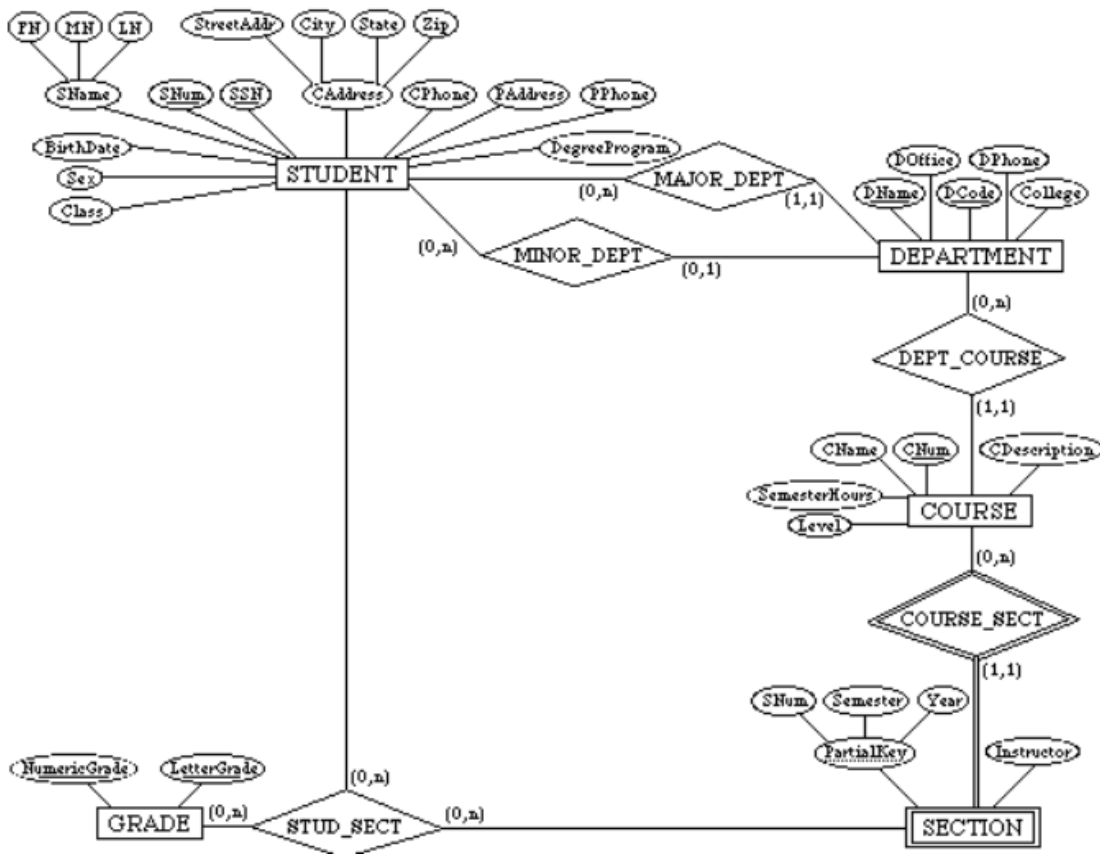 FN MN LN StreetAddr City State Zip
SName SNum SSN CAddress CPhone PAddress PPhone
BirthDate DegreeProgram
STUDENT
Sex
Class
(0,n) MAJOR_DEPT (1,1)
DOffice DPhone
DName DCode College
(0,n) MINOR_DEPT (0,1)
DEPARTMENT
(0,n)
DEPT_COURSE
(1,1)
CName CNum CDescription
SemesterHours
COURSE
Level
(0,n)
COURSE_SECT
(1,1)
SNum Semester Year
PartialKey Instructor
NumericGrade LetterGrade
(0,n)
GRADE (0,n) STUD_SECT (0,n) SECTION